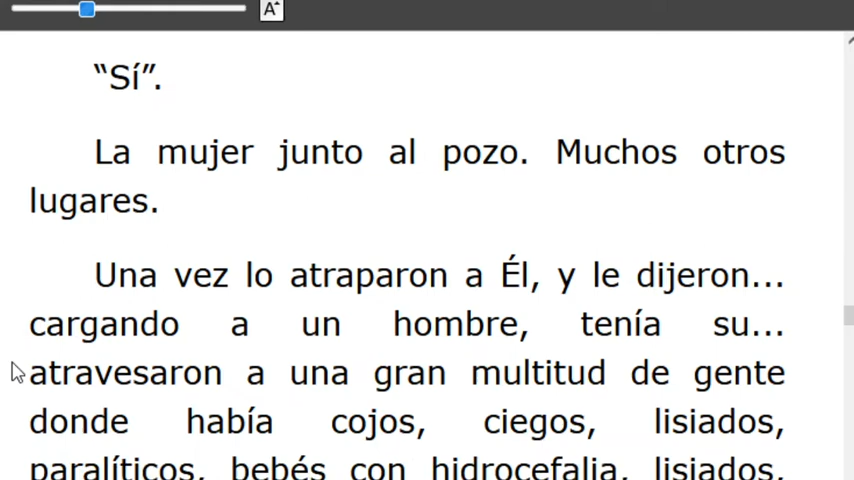 A
“Sí”.
La mujer junto al pozo. Muchos otros
lugares.
Una vez lo atraparon a Él, y le dijeron…
cargando a un hombre, tenía su…
atravesaron a una gran multitud de gente
donde había cojos, ciegos, lisiados,
paralíticos, bebés con hidrocefalia, lisiados,